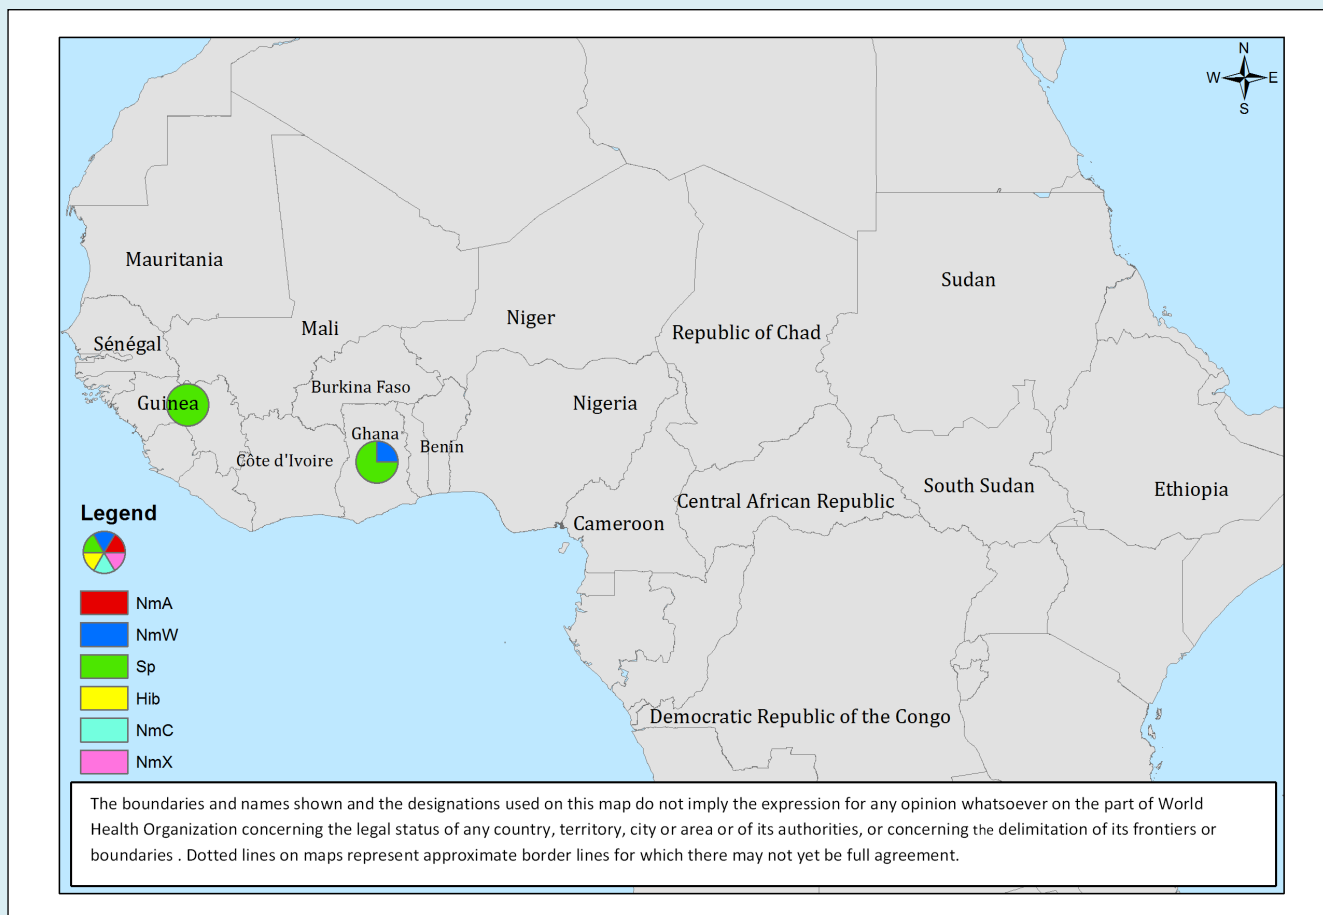 N
W E
S
Mauritania
Sudan
Niger
Mali
Republic of Chad
Sénégal
Burkina Faso
Guinea
Nigeria
Ghana
Benin
Côte d'Ivoire
South Sudan
Ethiopia
Central African Republic
Cameroon
Legend
NmA
NmW
Sp
Hib
NmC
NmX
Democratic Republic of the Congo
The boundaries and names shown and the designations used on this map do not imply the expression for any opinion whatsoever on the part of World
Health Organization concerning the legal status of any country, territory, city or area or of its authorities, or concerning the delimitation of its frontiers or
boundaries . Dotted lines on maps represent approximate border lines for which there may not yet be full agreement.